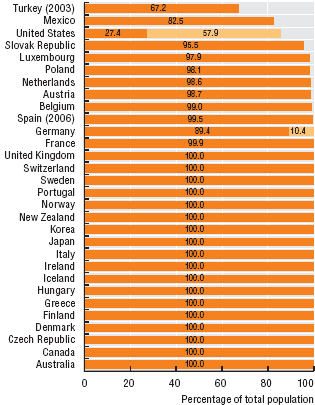 Turkey (2003) 67.2
Mexico 82.5
United States 27.4 57.9
Slovak Republic 95.5
Luxembourg 97.9
Poland 98.1
Netherlands 98.6
Austria 98.7
Belgium 99.0
Spain (2006) 99.5
Germany 89.4 10.4
France 99.9
United Kingdom 100.0
Switzerland 100.0
Sweden 100.0
Portugal 100.0
Norway 100.0
New Zealand 100.0
Korea 100.0
Japan 100.0
Italy 100.0
Ireland 100.0
Iceland 100.0
Hungary 100.0
Greece 100.0
Finland 100.0
Denmark 100.0
Czech Republic 100.0
Canada 100.0
Australia 100.0
0 20 40 60 80 100
Percentage of total population